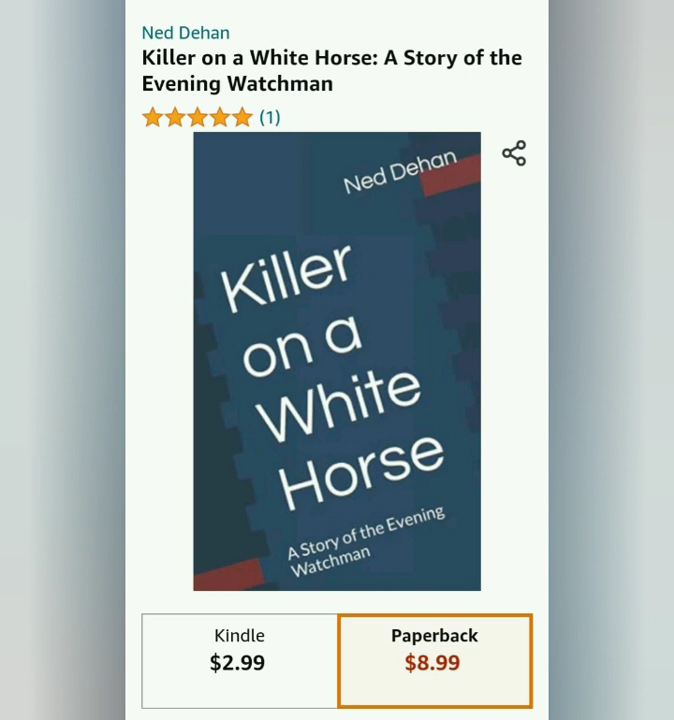 Ned Dehan
Killer on a White Horse: A Story of the
Evening Watchman
(1)
Ned Dehan
Killer
on a
White
Horse
A Story of the Evening
Watchman
Kindle
$2.99
Paperback
$8.99